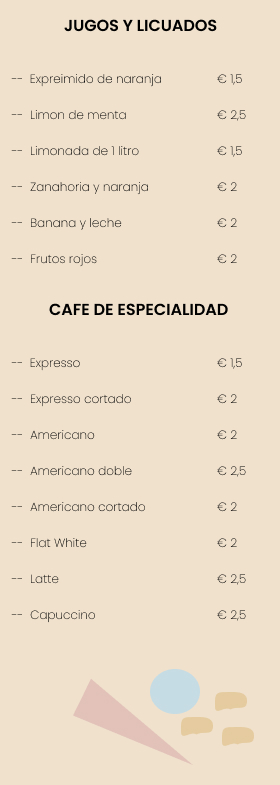 JUGOS Y LICUADOS
-- Expreimido de naranja € 1,5
-- Limon de menta € 2,5
-- Limonada de 1 litro € 1,5
-- Zanahoria y naranja € 2
-- Banana y leche € 2
-- Frutos rojos € 2
CAFE DE ESPECIALIDAD
-- Expresso € 1,5
-- Expresso cortado € 2
-- Americano € 2
-- Americano doble € 2,5
-- Americano cortado € 2
-- Flat White € 2
-- Latte € 2,5
-- Capuccino € 2,5